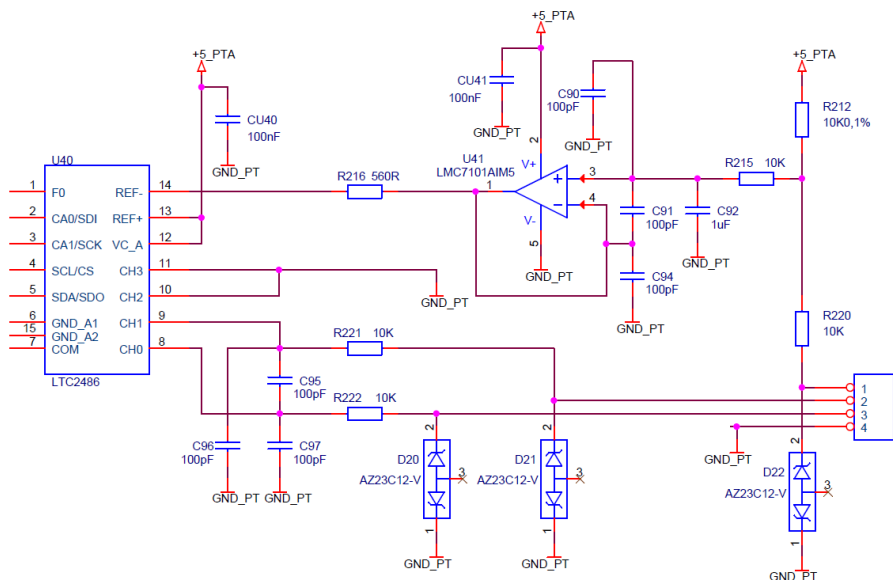 +5_PTA
+5_PTA
+5_PTA
CU40
100nF
GND_PT
CU41
100nF
GND_PT
C90
100pF
GND_PT
R212
10K0,1%
U40
U41
LMC7101AIM5
2
V+
1
3
4
V-
5
GND_PT
R216 560R
R215 10K
C91
100pF
C92
1uF
GND_PT
C94
100pF
GND_PT
1 F0
2 CA0/SDI
3 CA1/SCK
4 SCL/CS
5 SDA/SDO
6 GND_A1
15 GND_A2
7 COM
REF- 14
REF+ 13
VC_A 12
CH3 11
CH2 10
CH1 9
CH0 8
LTC2486
GND_PT
R220
10K
R221 10K
C95
100pF
R222 10K
C96
100pF
C97
100pF
GND_PT
GND_PT
2
D20
3
AZ23C12-V
1
GND_PT
2
D21
3
AZ23C12-V
1
GND_PT
1
2
3
4
GND_PT
2
D22
3
AZ23C12-V
1
GND_PT